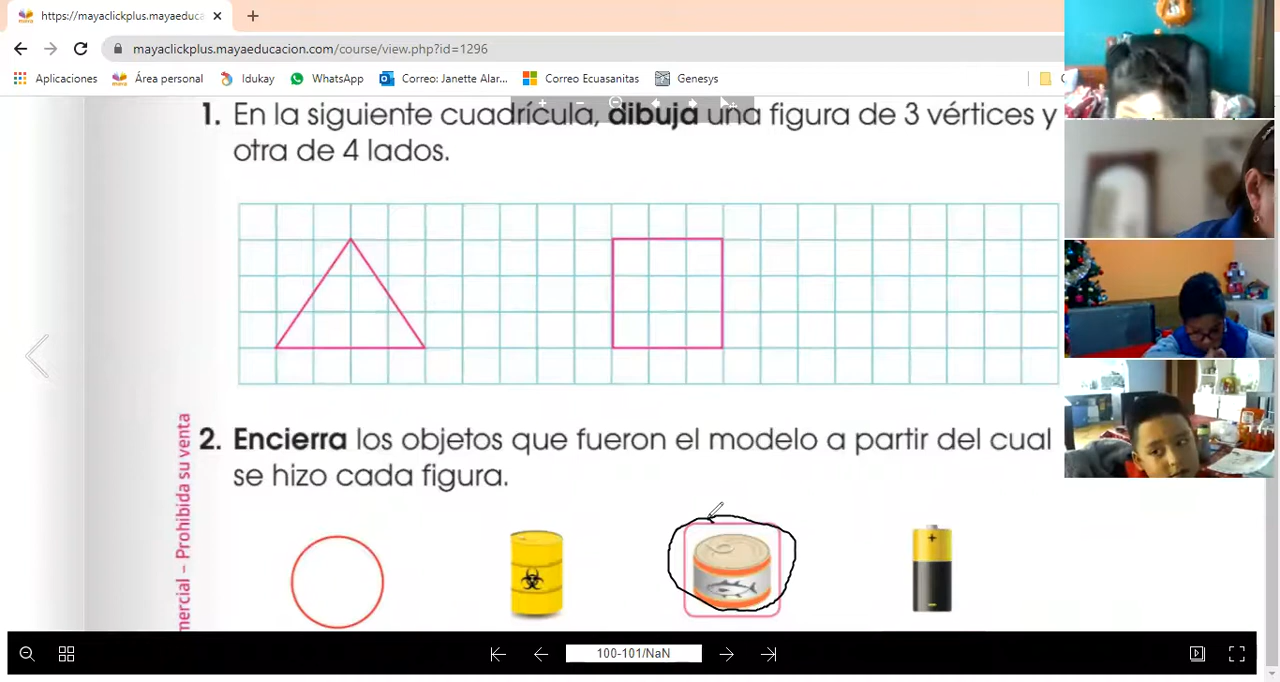 https://mayaclickplus.mayaeduca
mayaclickplus.mayaeducacion.com/course/view.php?id=1296
Aplicaciones
Área personal
Idukay
WhatsApp
Correo: Janette Alar...
Correo Ecuasanitas
Genesys
1. En la siguiente cuadrícula, dibuja una figura de 3 vértices y
otra de 4 lados.
2. Encierra los objetos que fueron el modelo a partir del cual
se hizo cada figura.
mercial – Prohibida su venta
100-101/NaN